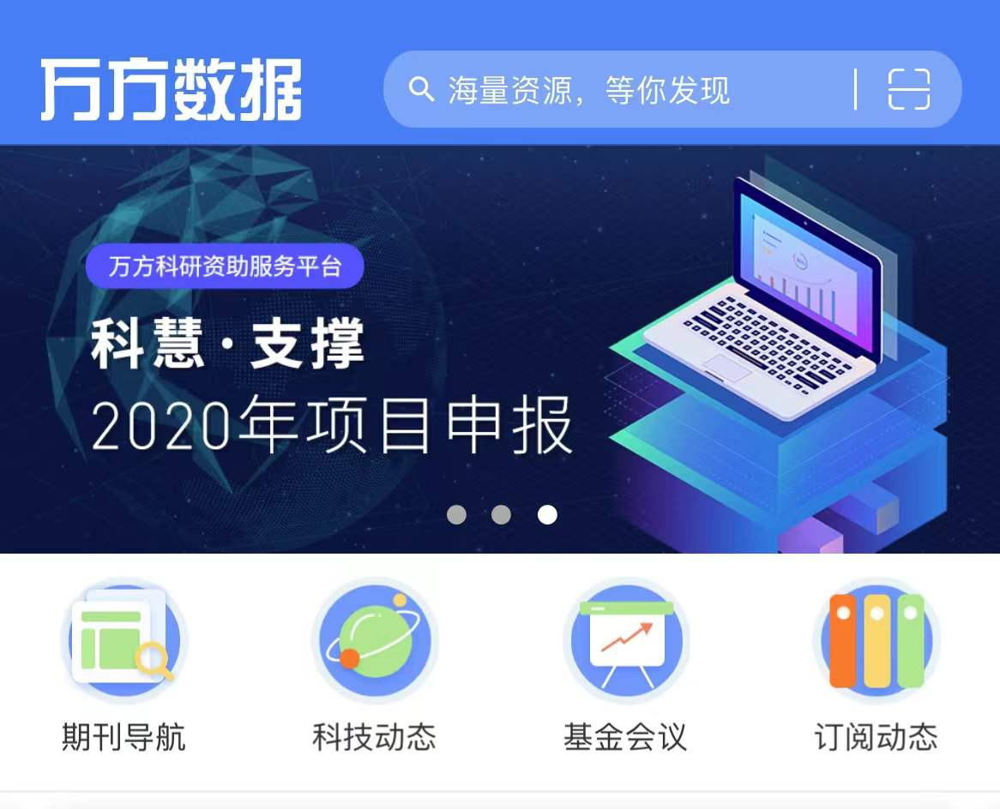 万方数据
海量资源，等你发现
万方科研资助服务平台
科慧·支撑
2020年项目申报
期刊导航
科技动态
基金会议
订阅动态